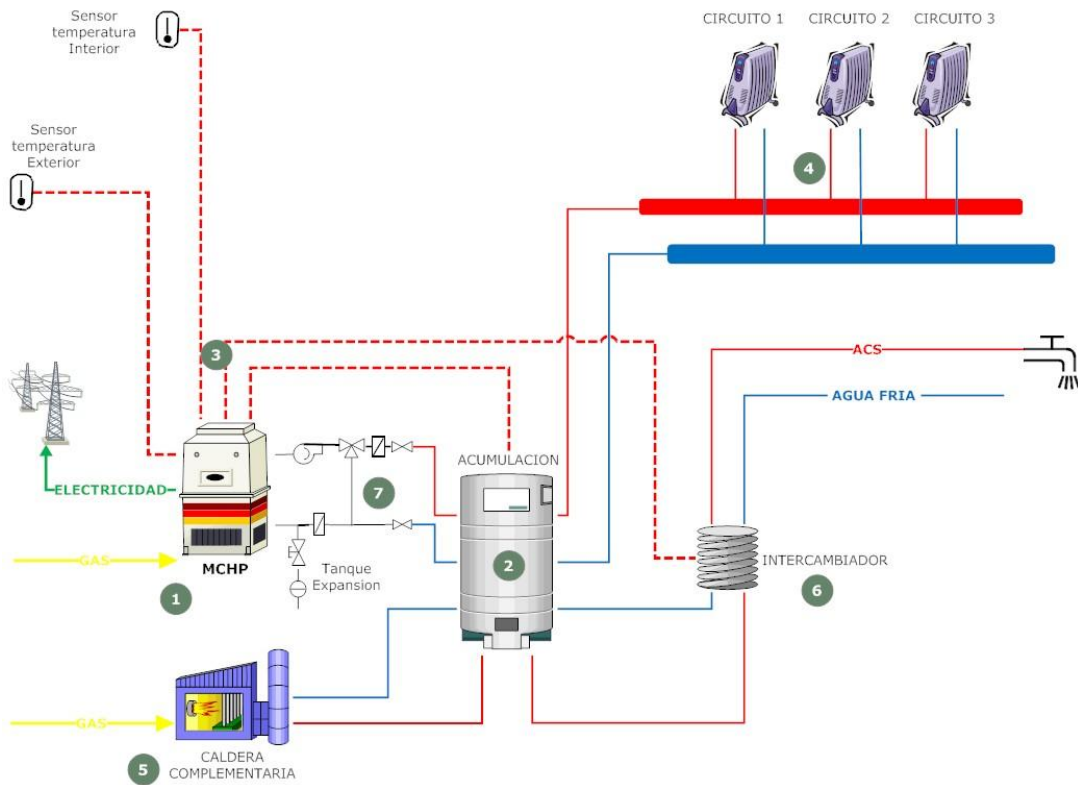 Sensor
temperatura
Interior
CIRCUITO 1
CIRCUITO 2
CIRCUITO 3
Sensor
temperatura
Exterior
4
3
ACS
AGUA FRIA
ELECTRICIDAD
ACUMULACION
7
GAS
MCHP
Tanque
Expansion
2
INTERCAMBIADOR
1
6
GAS
CALDERA
COMPLEMENTARIA
5